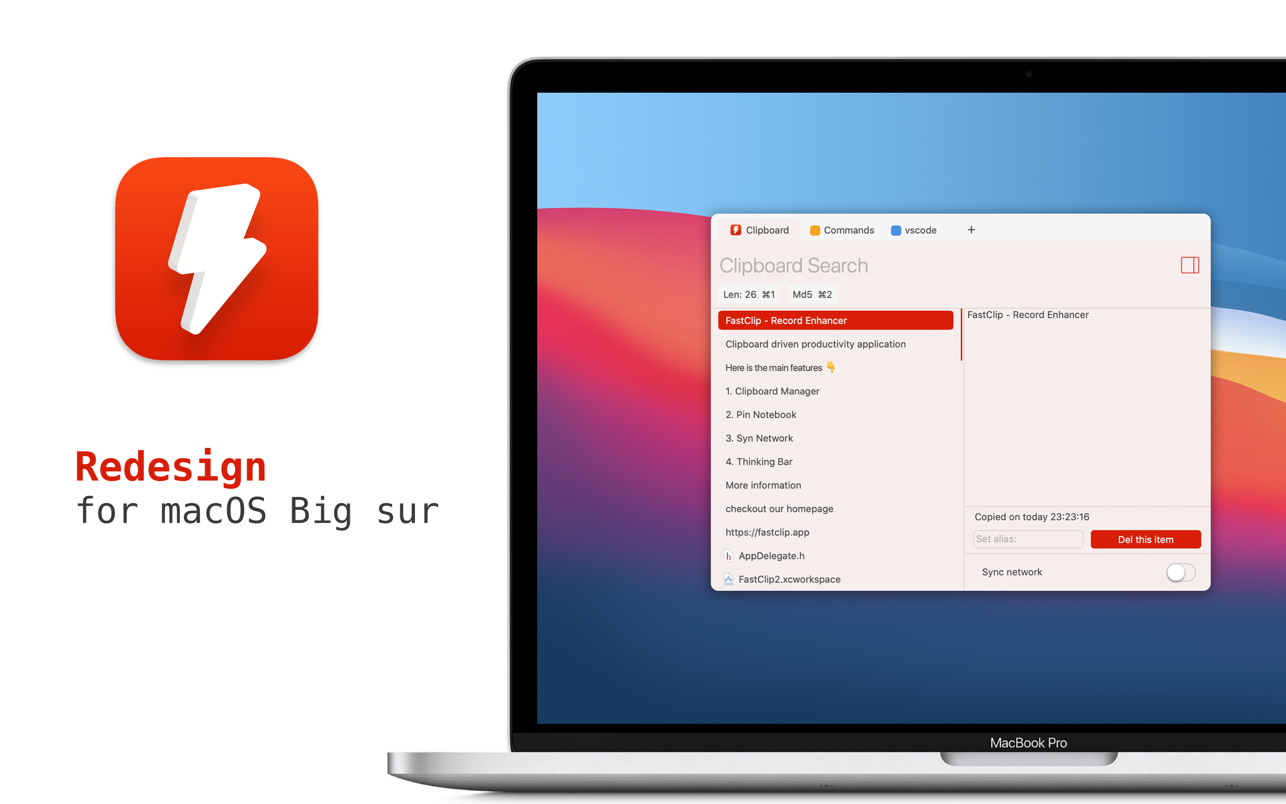 Redesign
for macOS Big sur
Clipboard
Commands
vscode
+
Clipboard Search
Len: 26 ⌘1
Md5 ⌘2
FastClip - Record Enhancer
Clipboard driven productivity application
Here is the main features 👇
1. Clipboard Manager
2. Pin Notebook
3. Syn Network
4. Thinking Bar
More information
checkout our homepage
https://fastclip.app
h AppDelegate.h
FastClip2.xcworkspace
FastClip - Record Enhancer
Copied on today 23:23:16
Set alias:
Del this item
Sync network
MacBook Pro